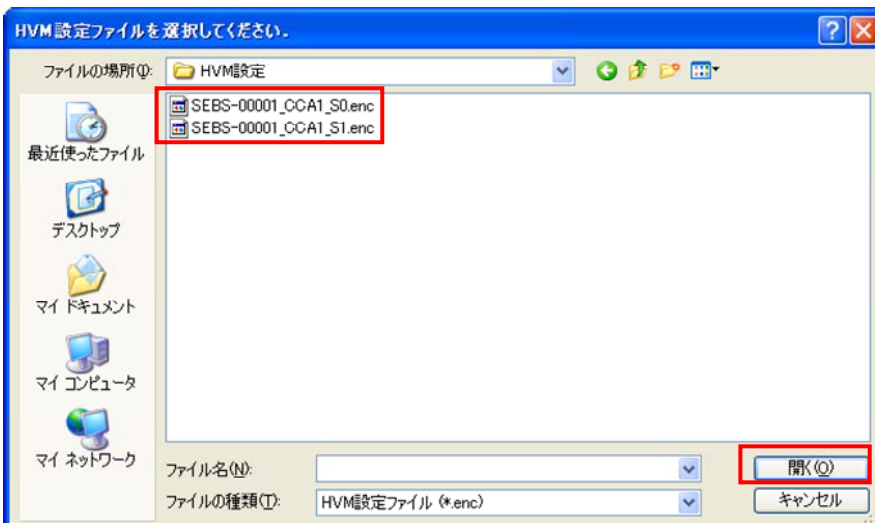 HVM設定ファイルを選択してください.
ファイルの場所(I):
HVM設定
SEBS-00001_CCA1_S0.enc
SEBS-00001_CCA1_S1.enc
最近使ったファイル
デスクトップ
マイ ドキュメント
マイ コンピュータ
マイ ネットワーク
ファイル名(N):
開く(O)
ファイルの種類(T):
HVM設定ファイル (*.enc)
キャンセル